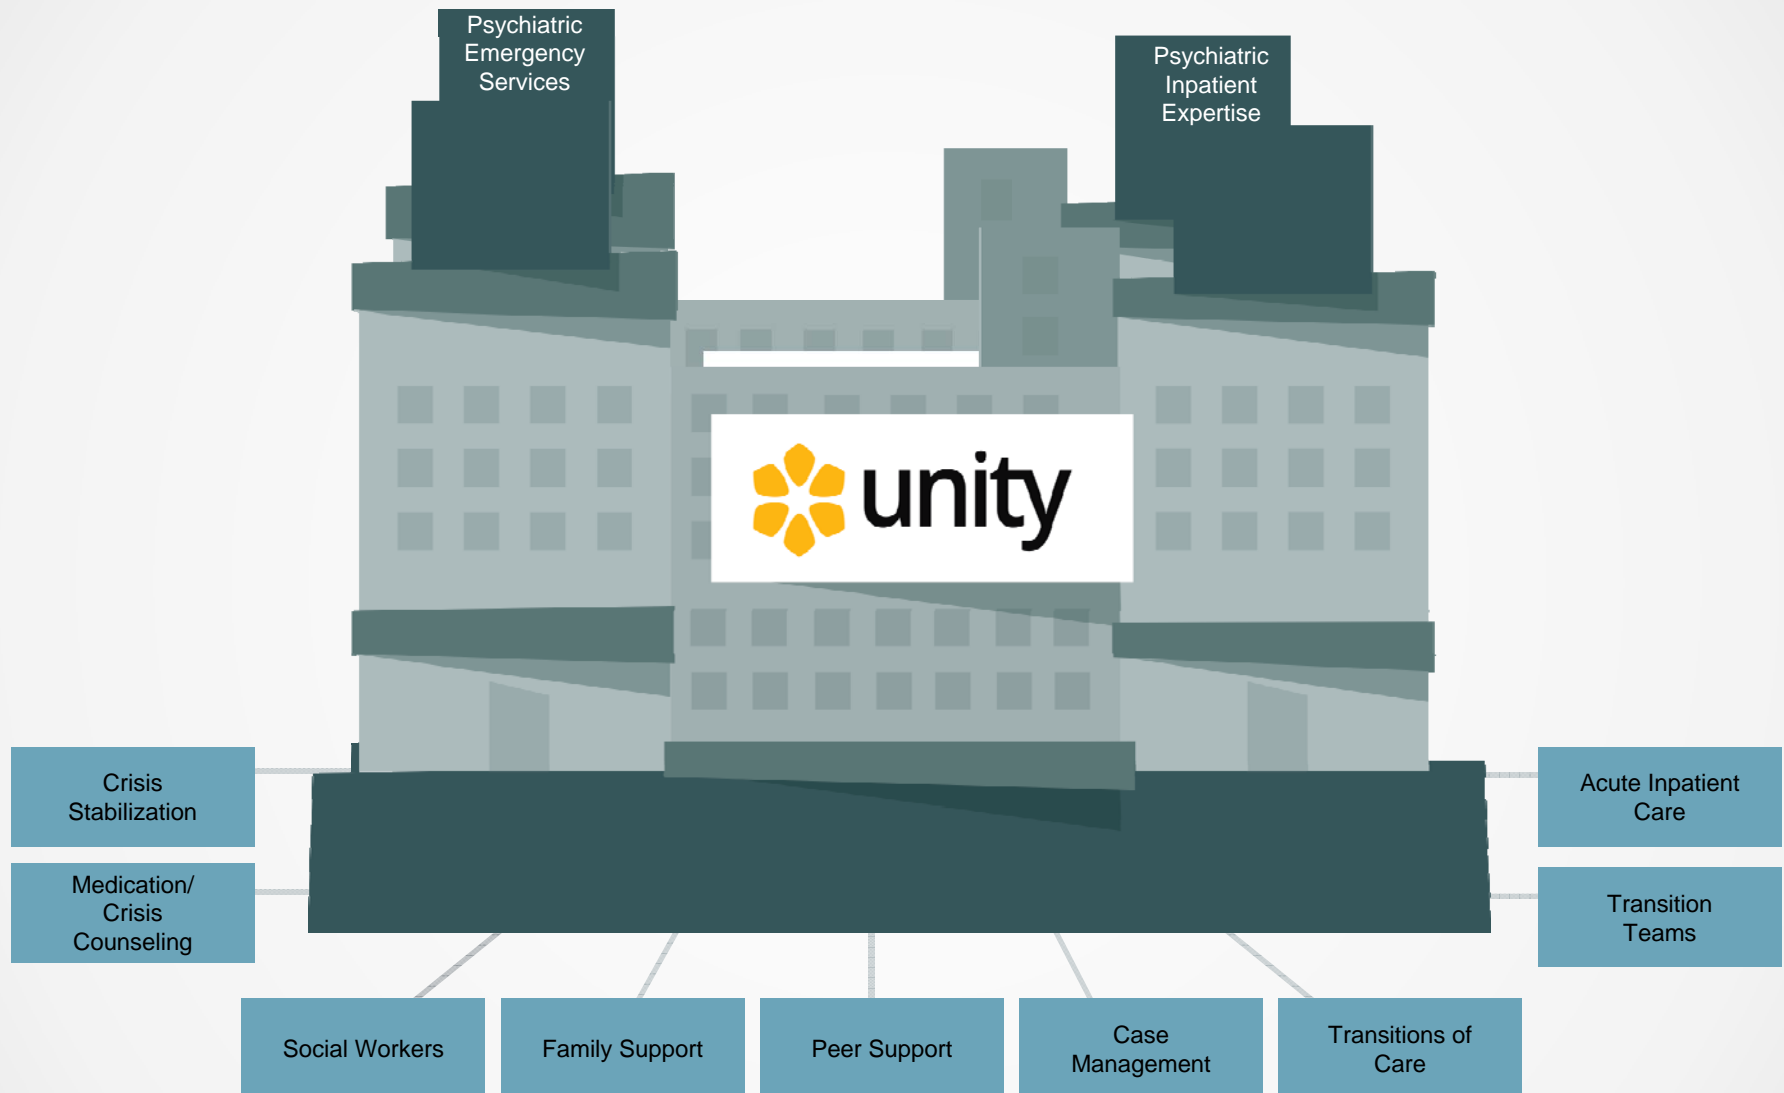 Psychiatric
Emergency
Services
Psychiatric
Inpatient
Expertise
unity
Crisis
Stabilization
Medication/
Crisis
Counseling
Acute Inpatient
Care
Transition
Teams
Social Workers
Family Support
Peer Support
Case
Management
Transitions of
Care